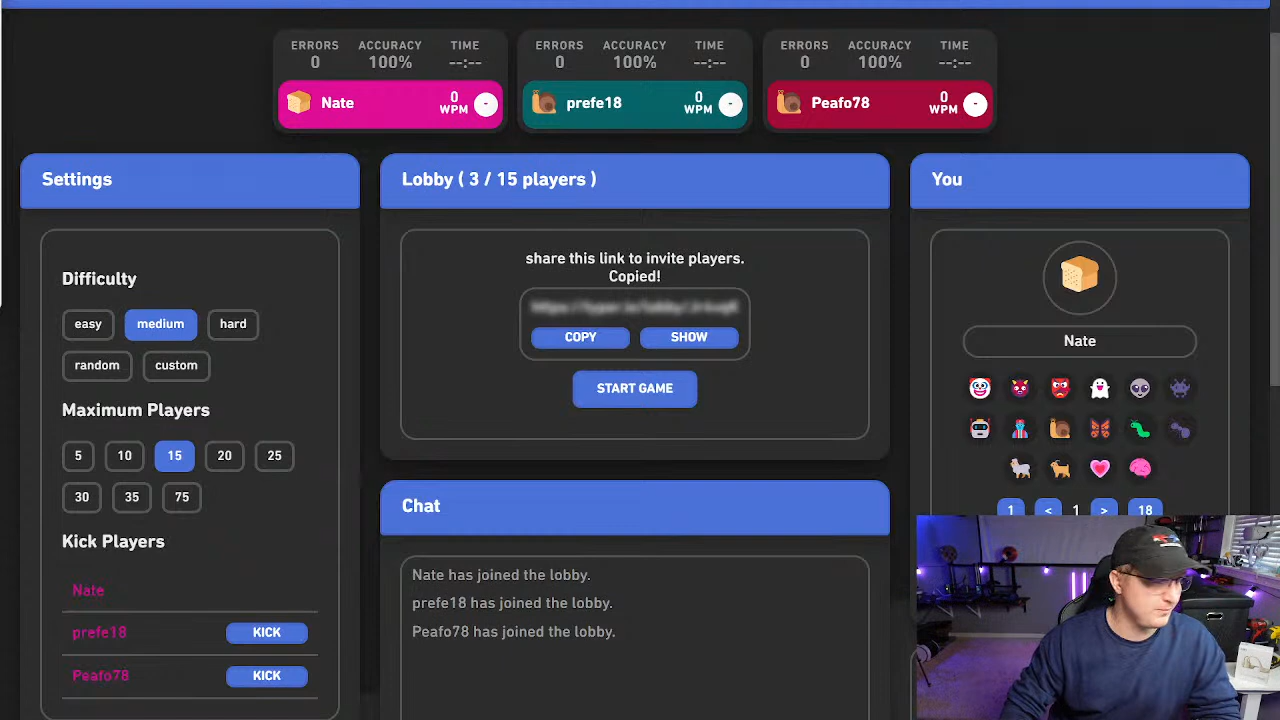 ERRORS ACCURACY TIME
0 100% --:--
Nate 0 WPM -
ERRORS ACCURACY TIME
0 100% --:--
prefe18 0 WPM -
ERRORS ACCURACY TIME
0 100% --:--
Peafo78 0 WPM -
Settings
Difficulty
easy medium hard
random custom
Maximum Players
5 10 15 20 25
30 35 75
Kick Players
Nate
prefe18 KICK
Peafo78 KICK
Lobby ( 3 / 15 players )
share this link to invite players.
Copied!
COPY SHOW
START GAME
Chat
Nate has joined the lobby.
prefe18 has joined the lobby.
Peafo78 has joined the lobby.
You
Nate
1 < 1 > 18